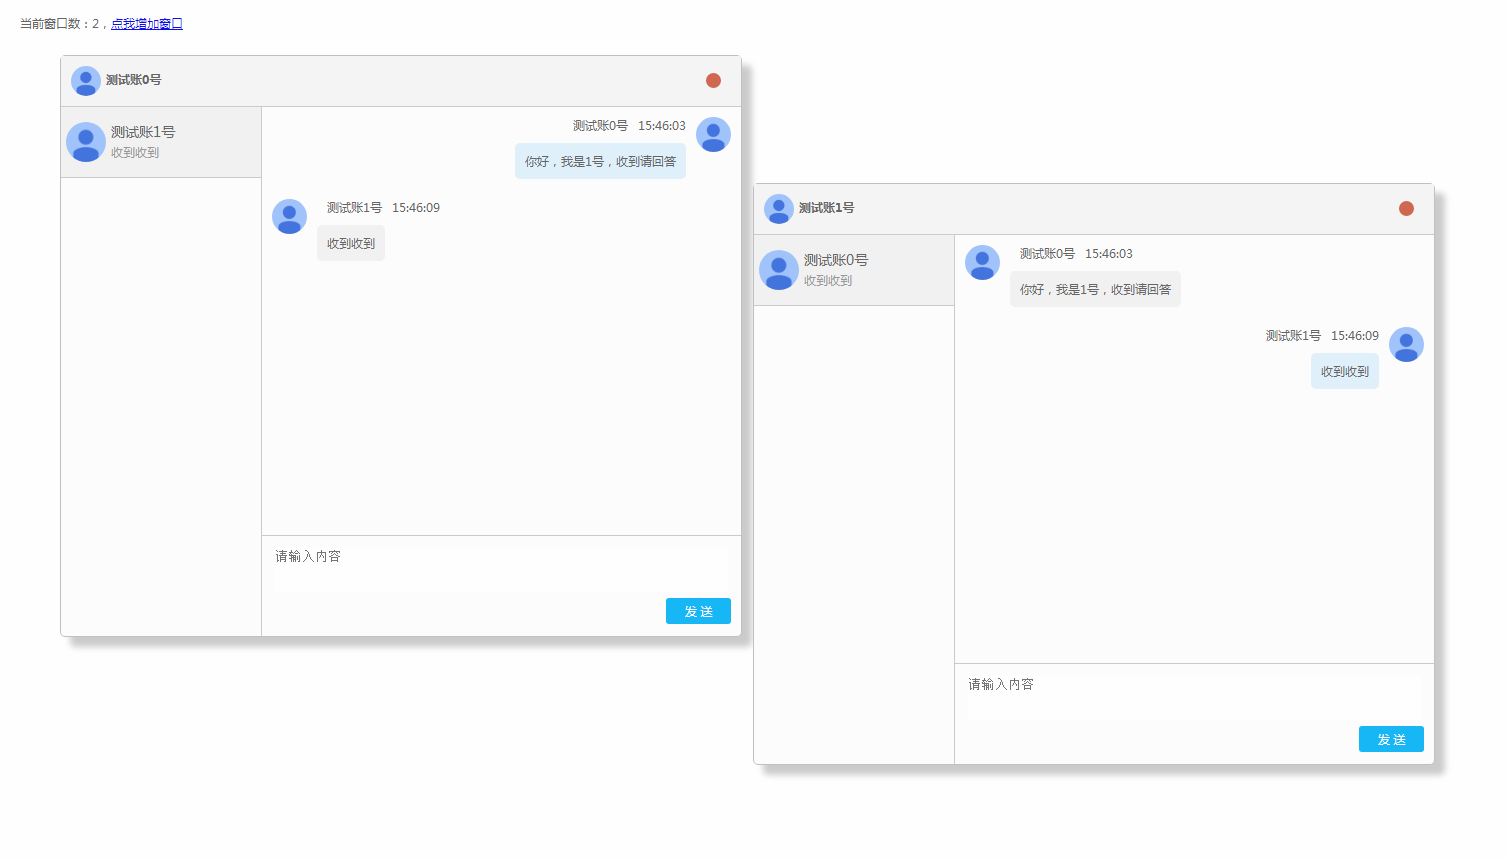 当前窗口数：2，点我增加窗口
测试账0号
测试账1号
收到收到
测试账0号 15:46:03
你好，我是1号，收到请回答
测试账1号 15:46:09
收到收到
请输入内容
发 送
测试账1号
测试账0号
收到收到
测试账0号 15:46:03
你好，我是1号，收到请回答
测试账1号 15:46:09
收到收到
请输入内容
发 送